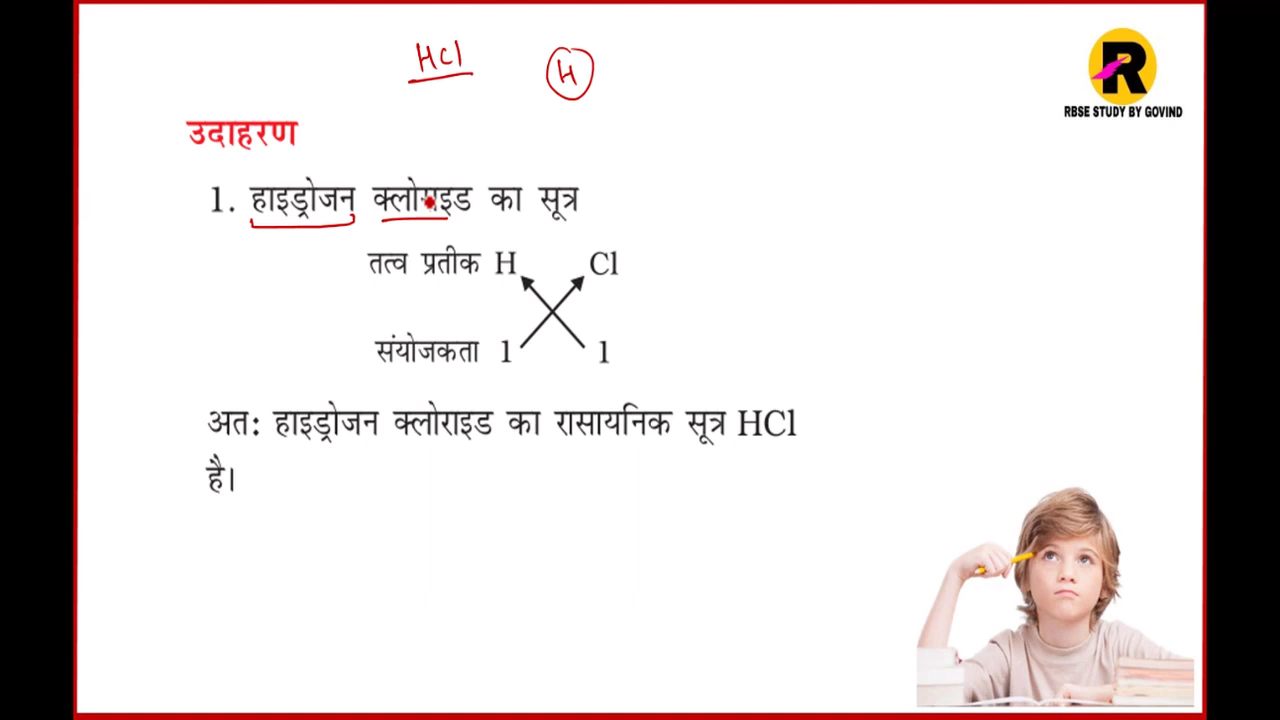 HCl H
RBSE STUDY BY GOVIND
उदाहरण
1. हाइड्रोजन क्लोराइड का सूत्र
तत्व प्रतीक H Cl
संयोजकता 1 1
अत: हाइड्रोजन क्लोराइड का रासायनिक सूत्र HCl
है।